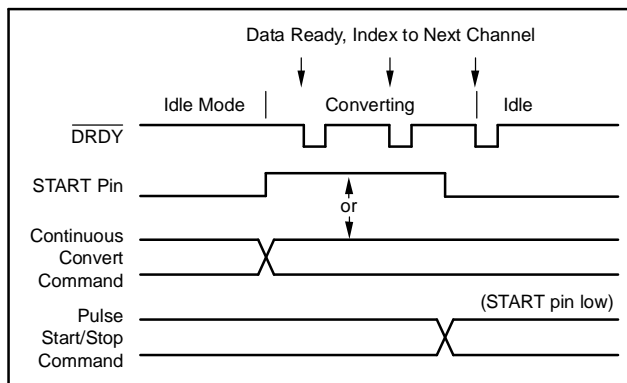 Data Ready, Index to Next Channel
Idle Mode
Converting
Idle
DRDY
START Pin
or
Continuous
Convert
Command
(START pin low)
Pulse
Start/Stop
Command